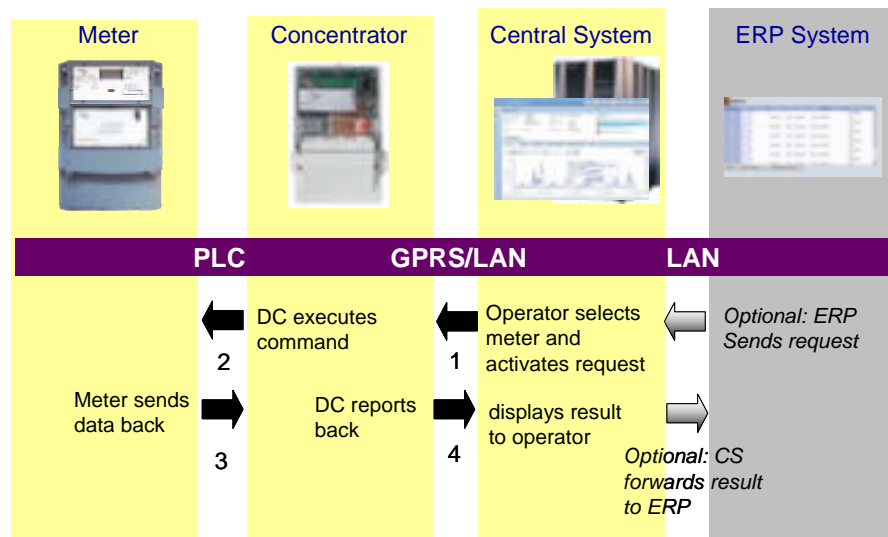 Meter
Concentrator
Central System
ERP System
PLC
GPRS/LAN
LAN
DC executes
command
Operator selects
meter and
activates request
Optional: ERP
Sends request
2
1
Meter sends
data back
DC reports
back
displays result
to operator
3
4
Optional: CS
forwards result
to ERP